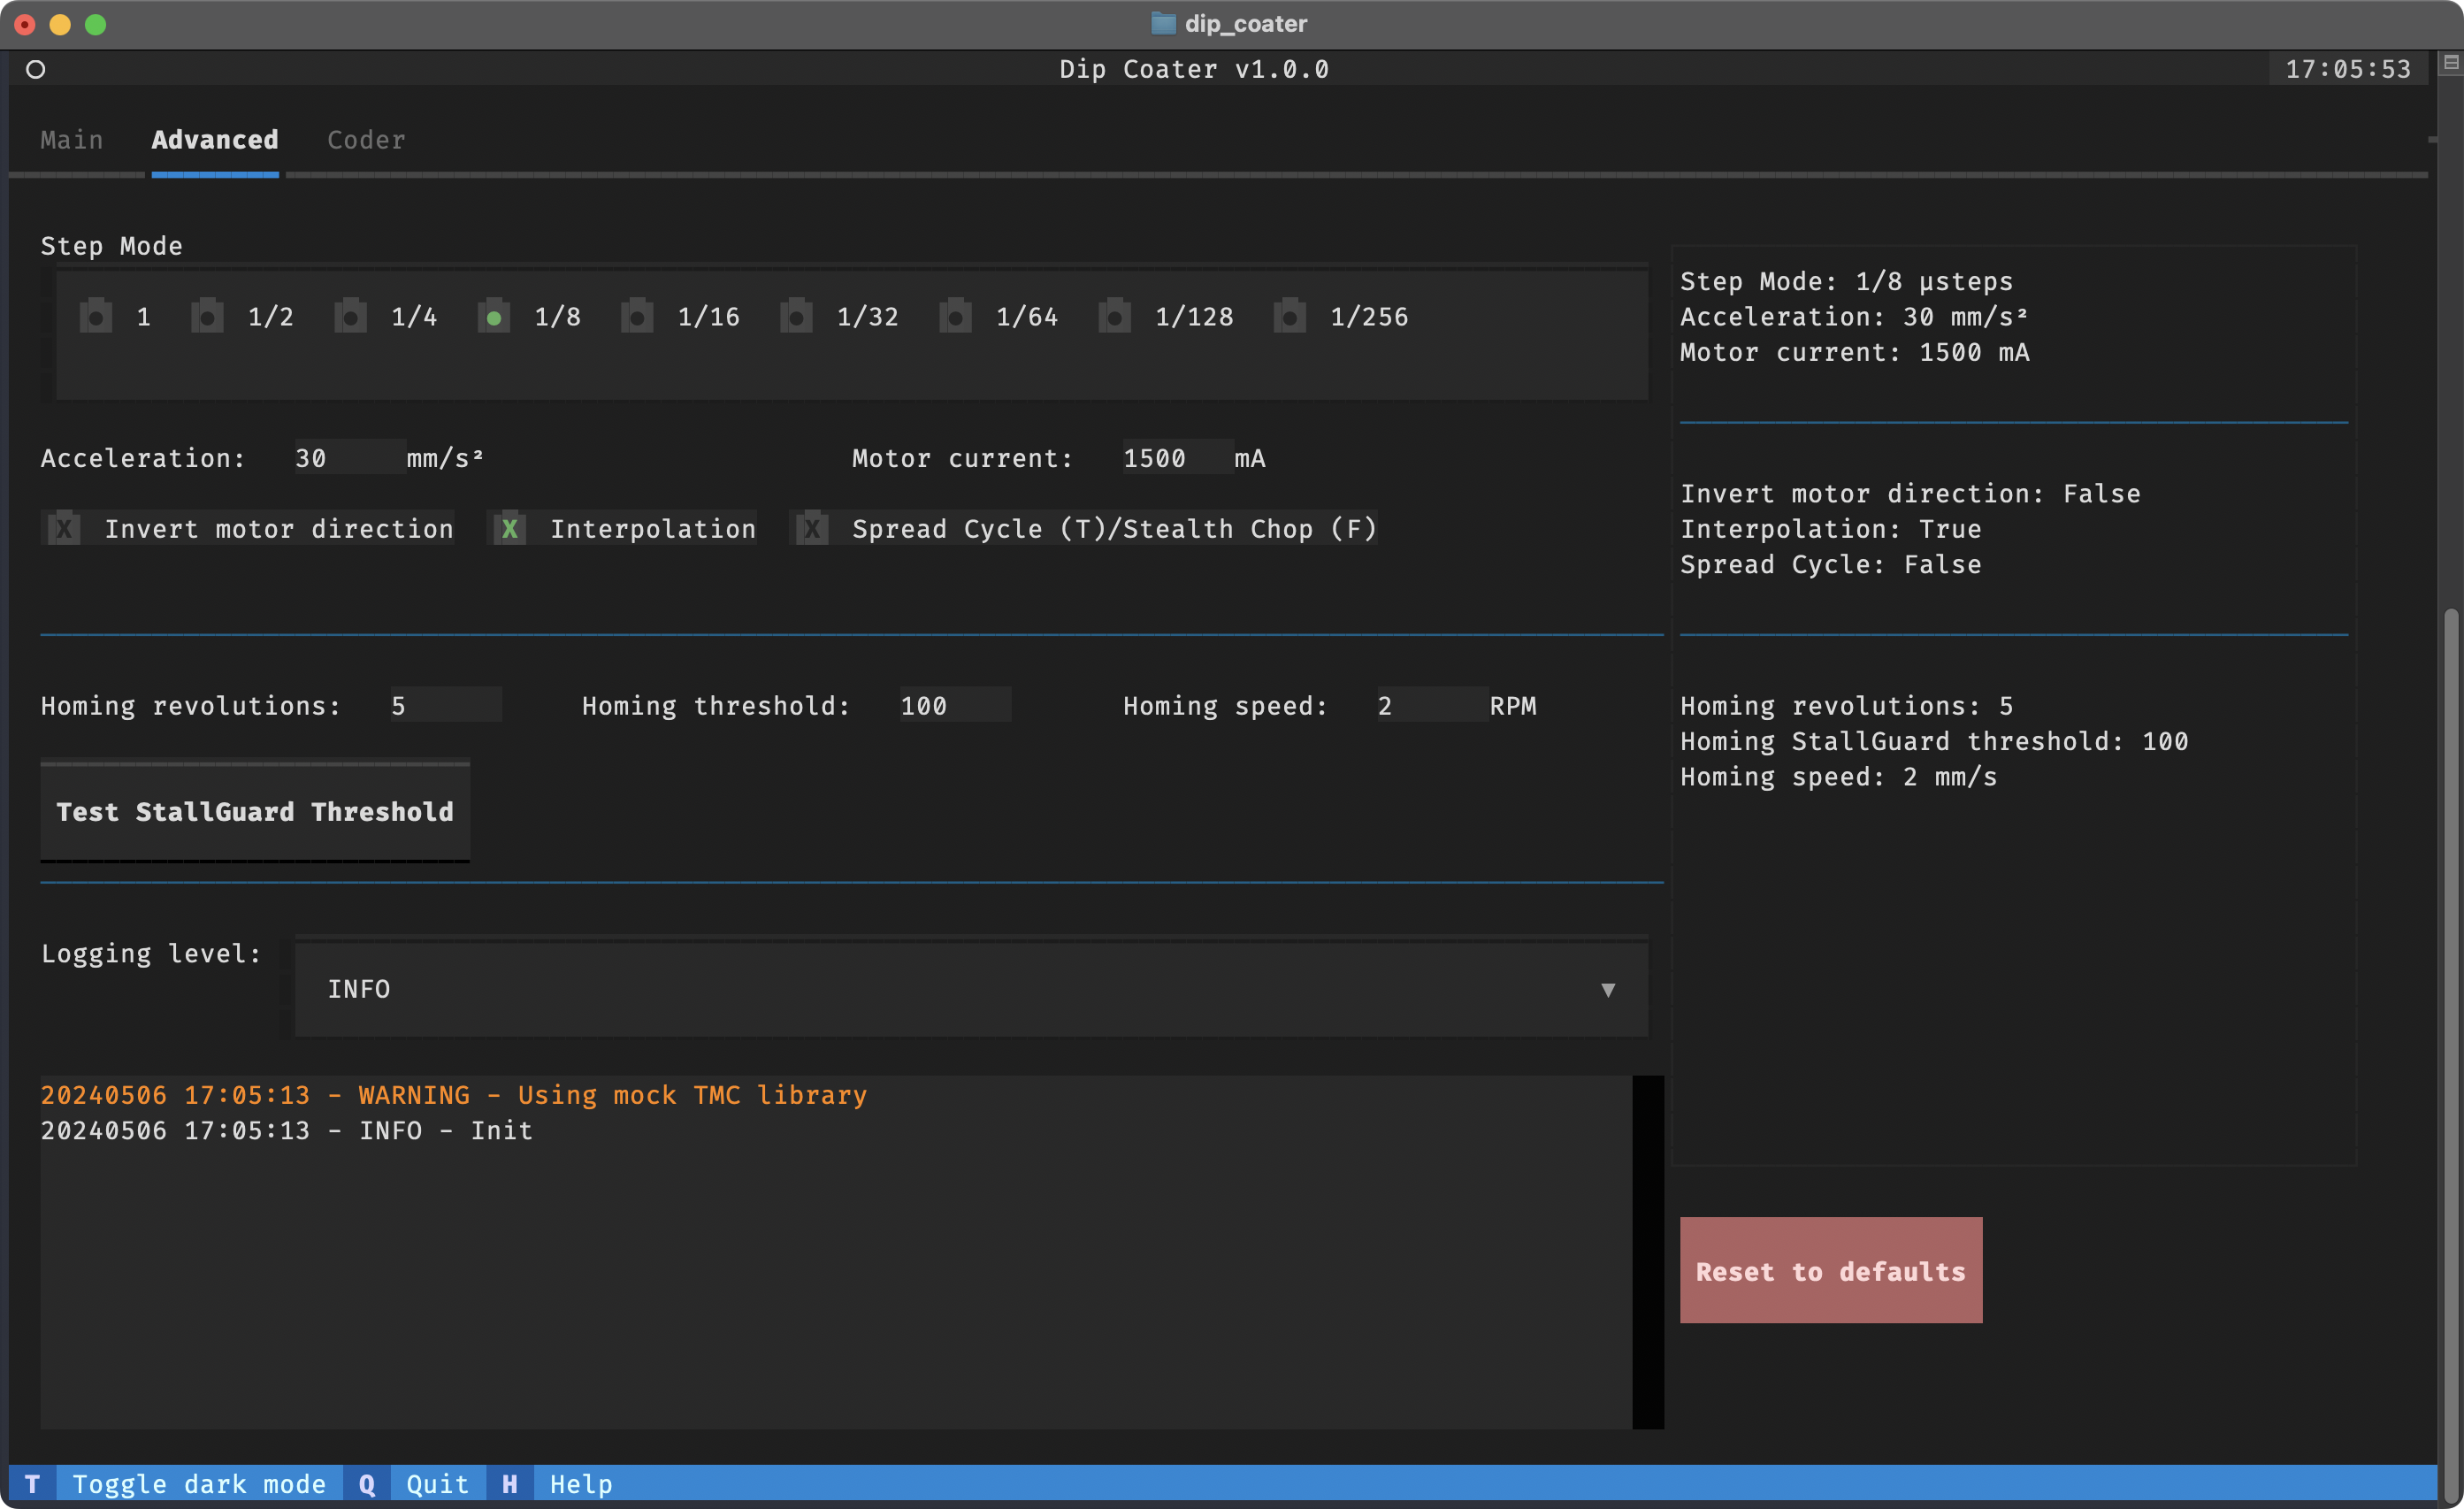 dip_coater
Dip Coater v1.0.0
17:05:53
Main Advanced Coder
Step Mode
1 1/2 1/4 1/8 1/16 1/32 1/64 1/128 1/256
Acceleration: 30 mm/s² Motor current: 1500 mA
X Invert motor direction X Interpolation X Spread Cycle (T)/Stealth Chop (F)
Homing revolutions: 5 Homing threshold: 100 Homing speed: 2 RPM
Test StallGuard Threshold
Logging level: INFO ▼
20240506 17:05:13 - WARNING - Using mock TMC library
20240506 17:05:13 - INFO - Init
Step Mode: 1/8 µsteps
Acceleration: 30 mm/s²
Motor current: 1500 mA
Invert motor direction: False
Interpolation: True
Spread Cycle: False
Homing revolutions: 5
Homing StallGuard threshold: 100
Homing speed: 2 mm/s
Reset to defaults
T Toggle dark mode Q Quit H Help